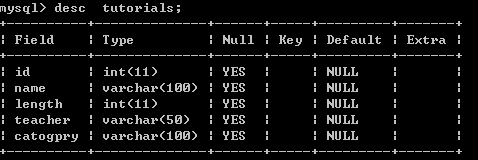 mysql> desc  tutorials;
+----------+--------------+------+-----+---------+-------+
| Field    | Type         | Null | Key | Default | Extra |
+----------+--------------+------+-----+---------+-------+
| id       | int(11)      | YES  |     | NULL    |       |
| name     | varchar(100) | YES  |     | NULL    |       |
| length   | int(11)      | YES  |     | NULL    |       |
| teacher  | varchar(50)  | YES  |     | NULL    |       |
| catogpry | varchar(100) | YES  |     | NULL    |       |
+----------+--------------+------+-----+---------+-------+